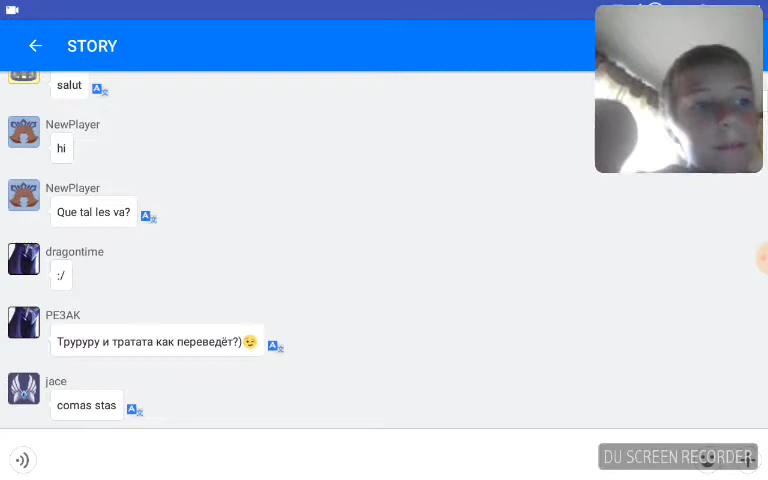 STORY
salut
NewPlayer
hi
NewPlayer
Que tal les va?
dragontime
:/
РЕЗАК
Труруру и тратата как переведёт?)😉
jace
comas stas
DU SCREEN RECORDER